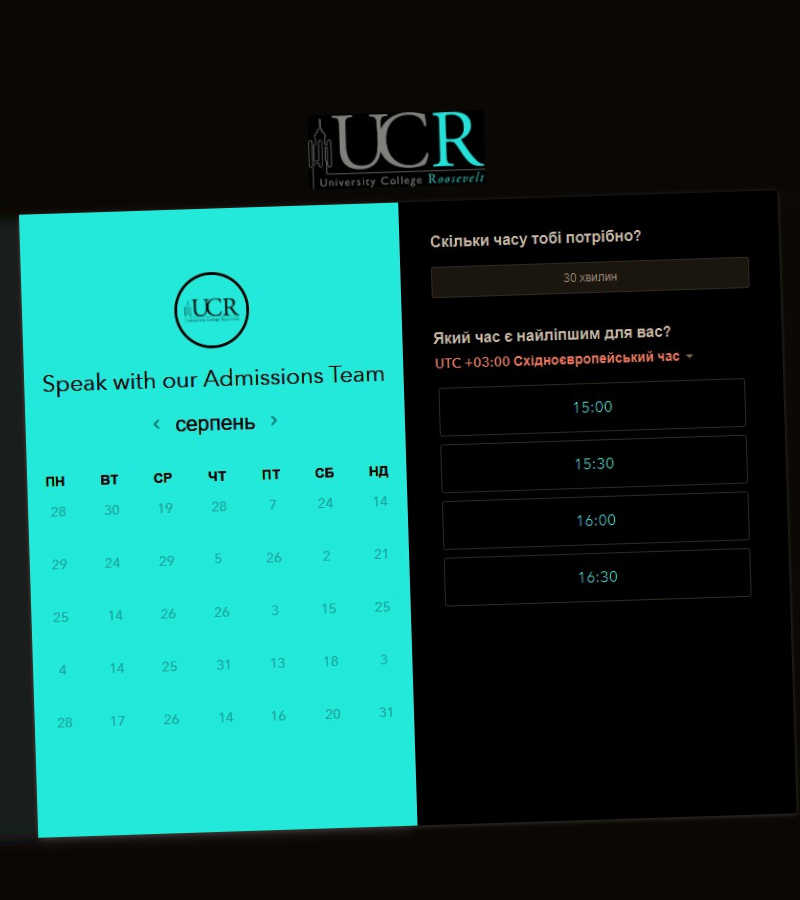 UCR
University College Roosevelt
UCR
Speak with our Admissions Team
серпень
ПН ВТ СР ЧТ ПТ СБ НД
28 30 19 28 7 24 14
29 24 29 5 26 2 21
25 14 26 26 3 15 25
4 14 25 31 13 18 3
28 17 26 14 16 20 31
Скільки часу тобі потрібно?
30 хвилин
Який час є найліпшим для вас?
UTC +03:00 Східноєвропейський час
15:00
15:30
16:00
16:30